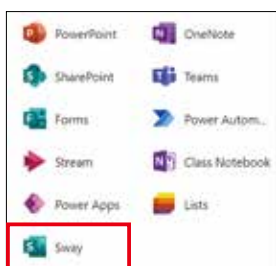 PowerPoint OneNote
SharePoint Teams
Forms Power Autom...
Stream Class Notebook
Power Apps Lists
Sway